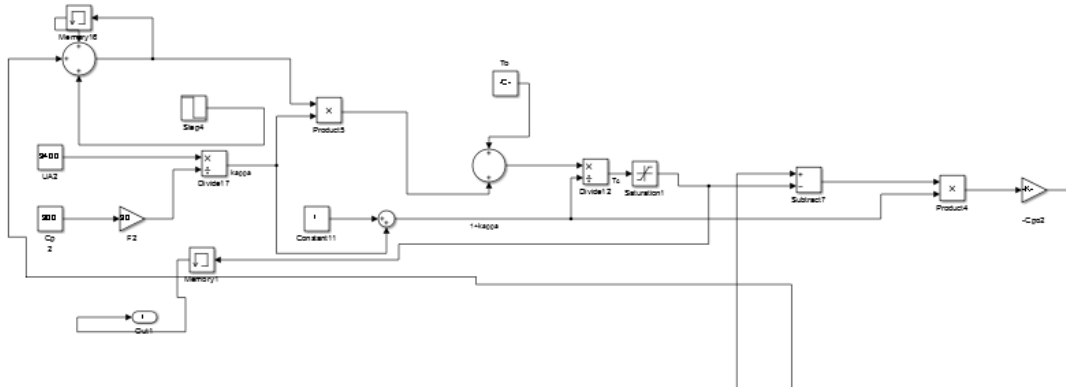 Memory16
To
-C-
Step4
×
Product5
9400
UA2
×
÷
Divide17
kappa
×
÷
Divide12
Tc
Saturation1
+
−
Subtract7
×
Product4
-K-
-Cpo2
Cp
2
F2
1
Constant11
1+kappa
Memory1
1
Out1